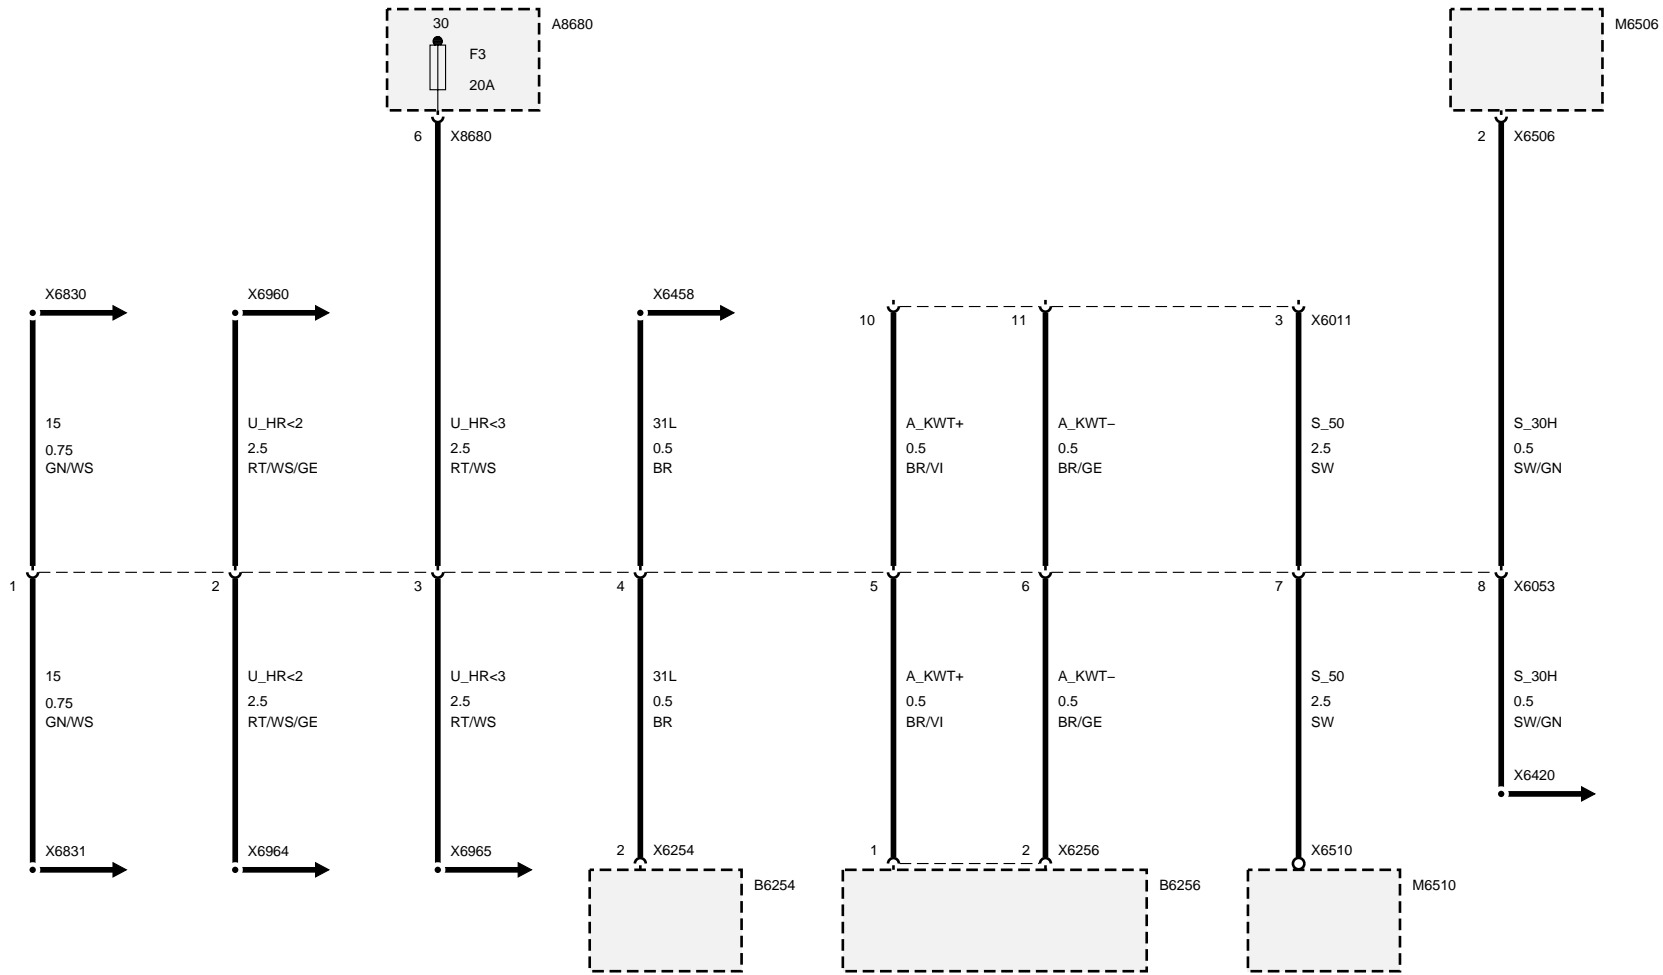 30
A8680
M6506
F3
20A
6 X8680
2 X6506
X6830
X6960
X6458
10
11
3 X6011
15
0.75
GN/WS
U_HR<2
2.5
RT/WS/GE
U_HR<3
2.5
RT/WS
31L
0.5
BR
A_KWT+
0.5
BR/VI
A_KWT−
0.5
BR/GE
S_50
2.5
SW
S_30H
0.5
SW/GN
1
2
3
4
5
6
7
8 X6053
15
0.75
GN/WS
U_HR<2
2.5
RT/WS/GE
U_HR<3
2.5
RT/WS
31L
0.5
BR
A_KWT+
0.5
BR/VI
A_KWT−
0.5
BR/GE
S_50
2.5
SW
S_30H
0.5
SW/GN
X6420
X6831
X6964
X6965
2 X6254
1
2 X6256
X6510
B6254
B6256
M6510